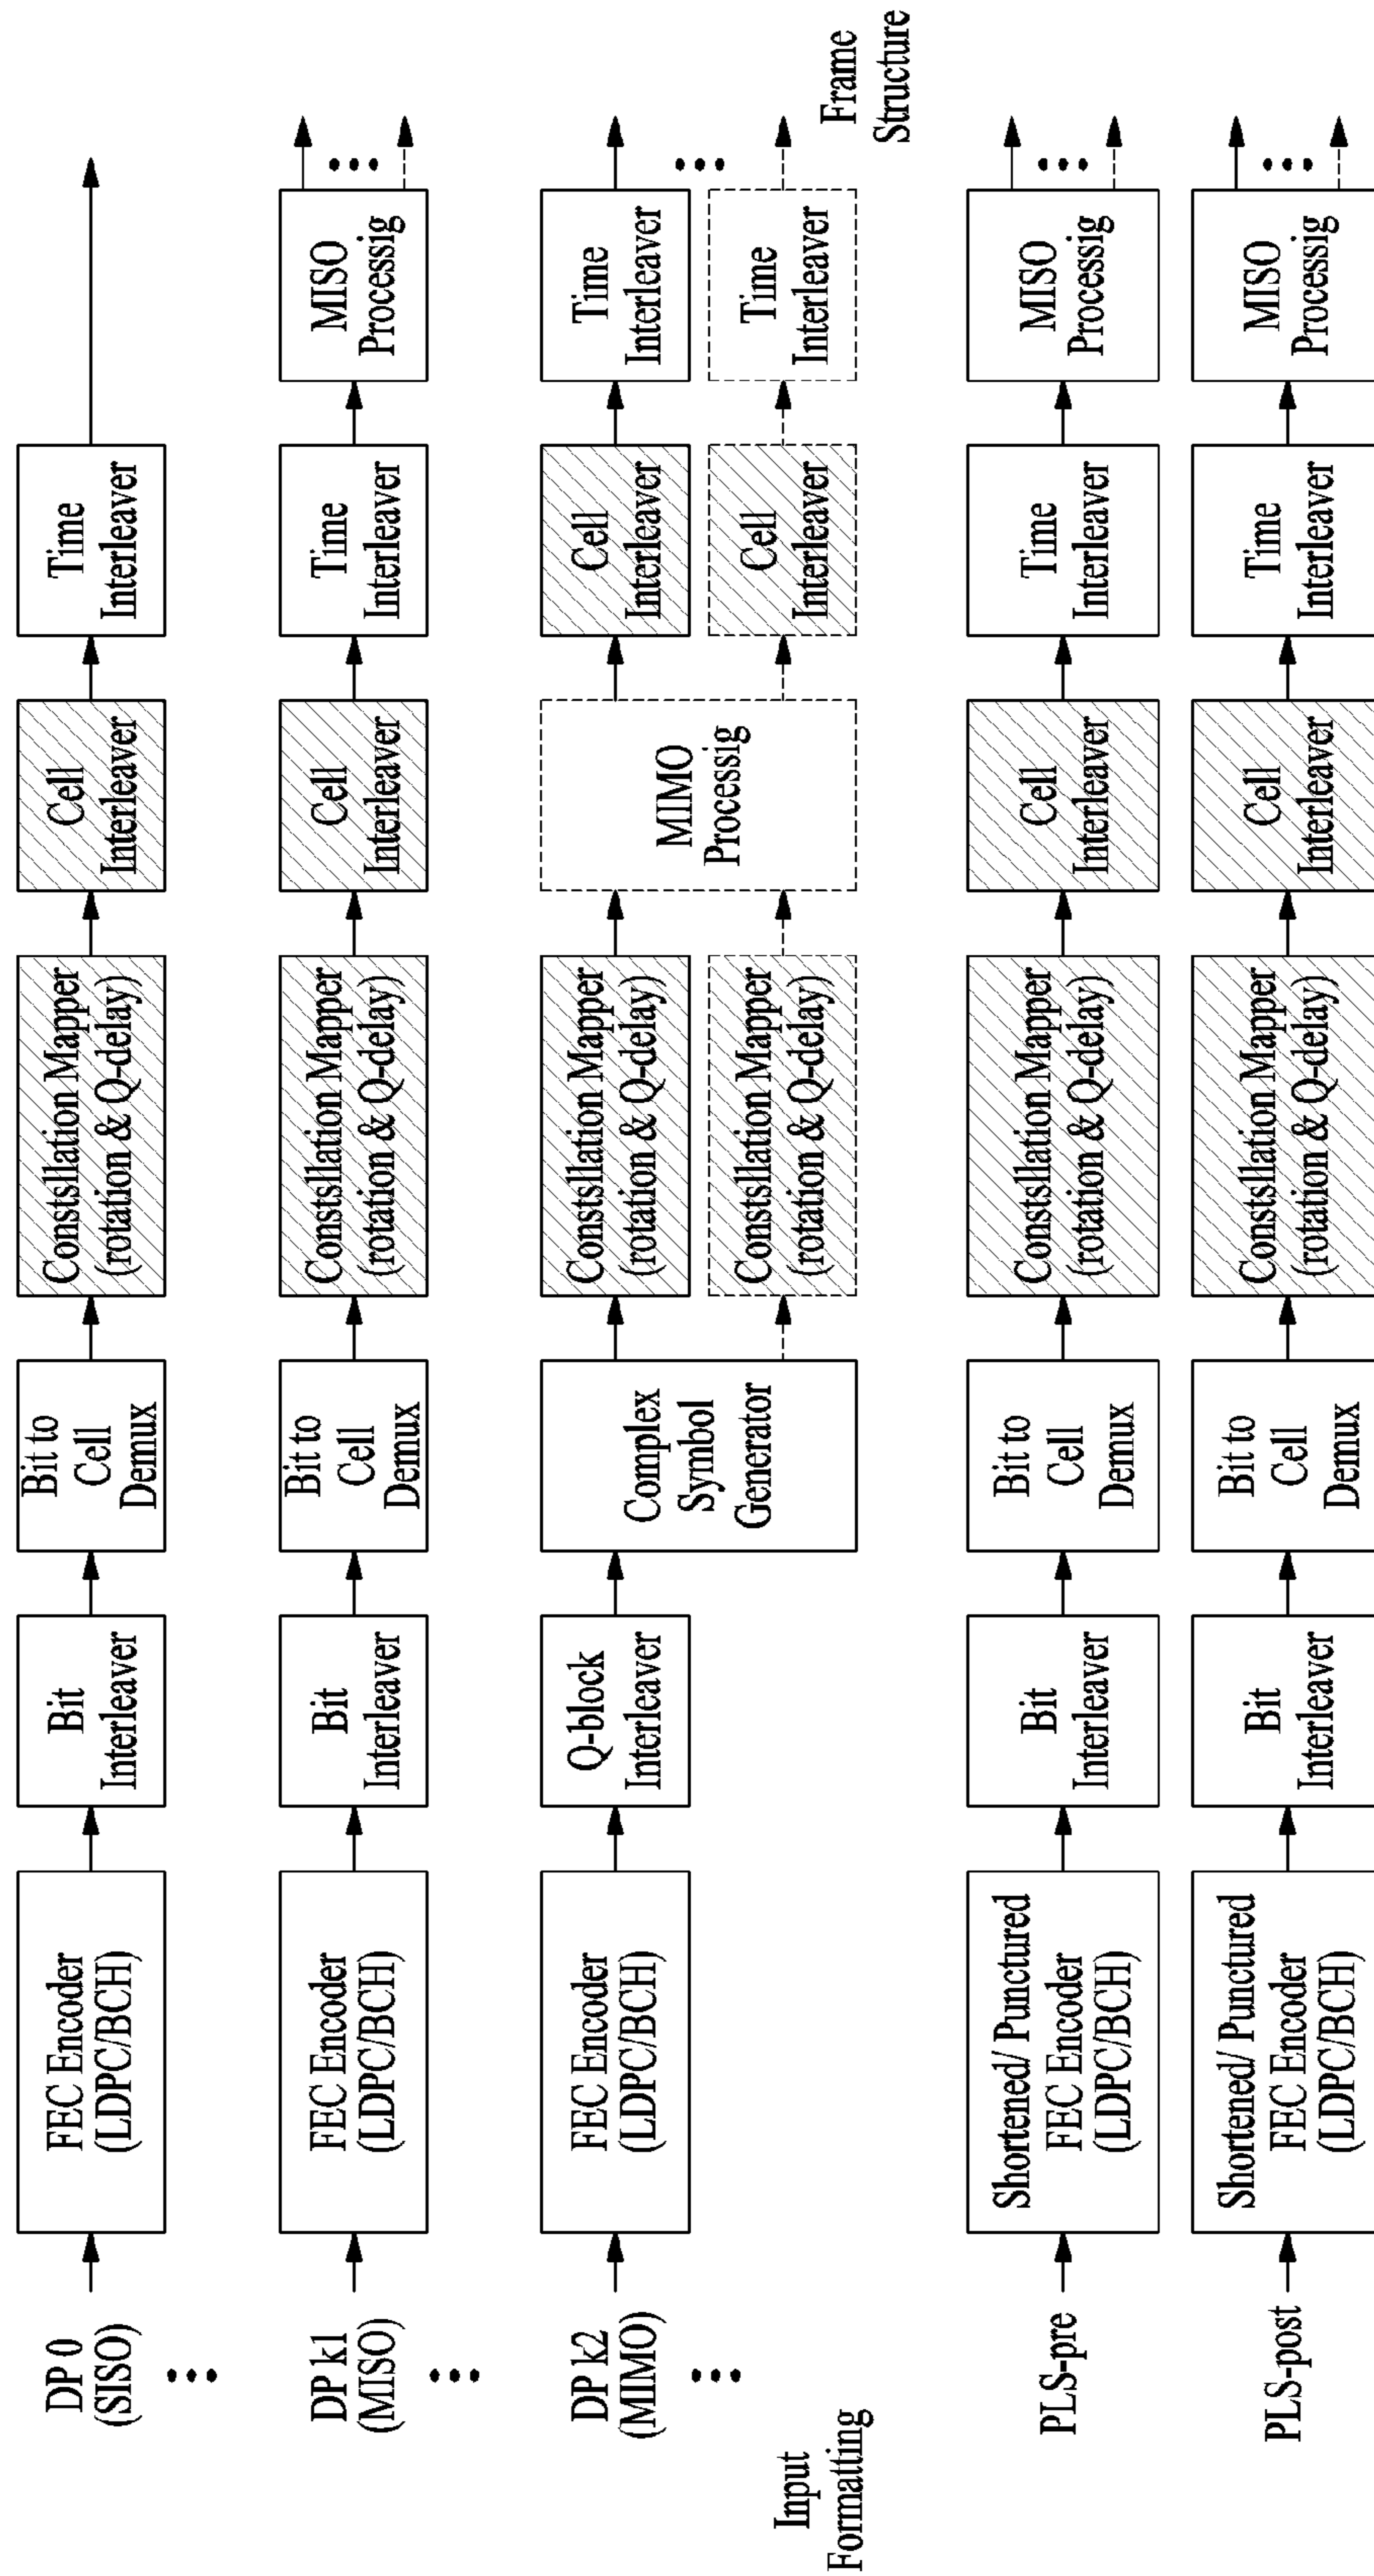 DP 0
(SISO)
FEC Encoder
(LDPC/BCH)
Bit
Interleaver
Bit to
Cell
Demux
Constsllation Mapper
(rotation & Q-delay)
Cell
Interleaver
Time
Interleaver
DP k1
(MISO)
FEC Encoder
(LDPC/BCH)
Bit
Interleaver
Bit to
Cell
Demux
Constsllation Mapper
(rotation & Q-delay)
Cell
Interleaver
Time
Interleaver
MISO
Processig
DP k2
(MIMO)
FEC Encoder
(LDPC/BCH)
Q-block
Interleaver
Complex
Symbol
Generator
Constsllation Mapper
(rotation & Q-delay)
Constsllation Mapper
(rotation & Q-delay)
MIMO
Processig
Cell
Interleaver
Cell
Interleaver
Time
Interleaver
Time
Interleaver
Input
Formatting
Frame
Structure
PLS-pre
Shortened/ Punctured
FEC Encoder
(LDPC/BCH)
Bit
Interleaver
Bit to
Cell
Demux
Constsllation Mapper
(rotation & Q-delay)
Cell
Interleaver
Time
Interleaver
MISO
Processig
PLS-post
Shortened/ Punctured
FEC Encoder
(LDPC/BCH)
Bit
Interleaver
Bit to
Cell
Demux
Constsllation Mapper
(rotation & Q-delay)
Cell
Interleaver
Time
Interleaver
MISO
Processig